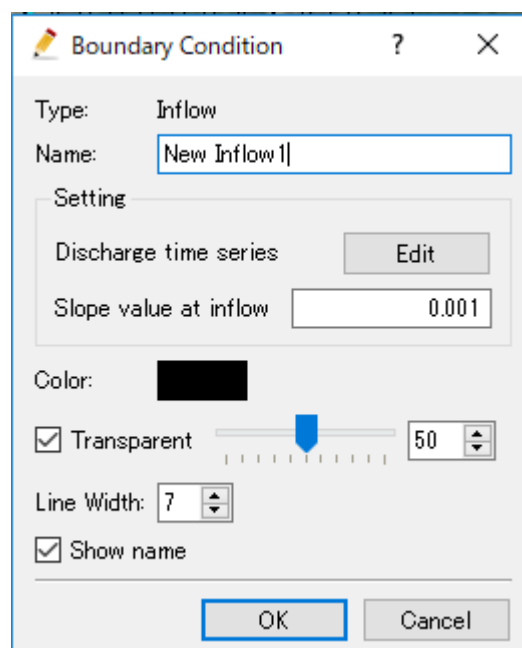 Boundary Condition ?
Type: Inflow
Name: New Inflow1
Setting
Discharge time series Edit
Slope value at inflow 0.001
Color:
Transparent 50
Line Width: 7
Show name
OK Cancel